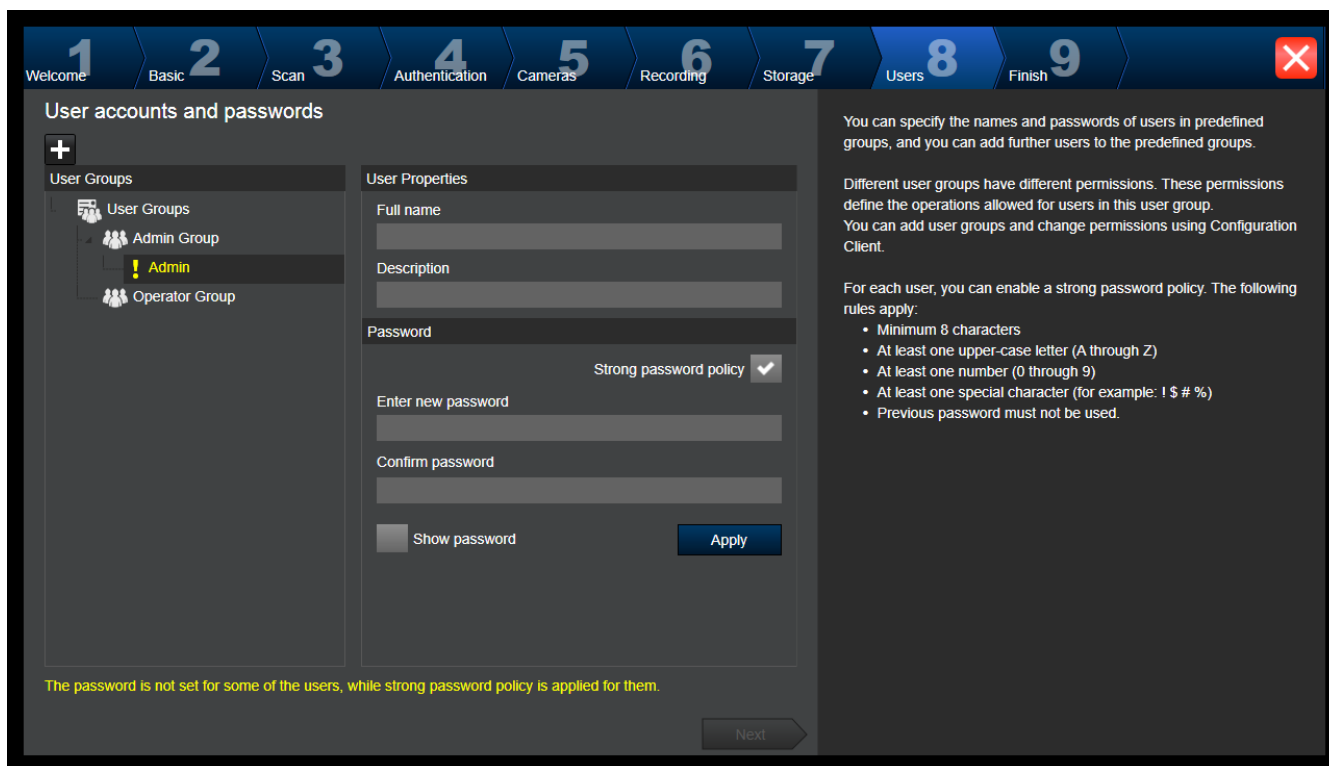 1 Welcome
2 Basic
3 Scan
4 Authentication
5 Cameras
6 Recording
7 Storage
8 Users
9 Finish
User accounts and passwords
User Groups
User Groups
Admin Group
! Admin
Operator Group
User Properties
Full name
Description
Password
Strong password policy
Enter new password
Confirm password
Show password
Apply
The password is not set for some of the users, while strong password policy is applied for them.
Next
You can specify the names and passwords of users in predefined
groups, and you can add further users to the predefined groups.
Different user groups have different permissions. These permissions
define the operations allowed for users in this user group.
You can add user groups and change permissions using Configuration
Client.
For each user, you can enable a strong password policy. The following
rules apply:
• Minimum 8 characters
• At least one upper-case letter (A through Z)
• At least one number (0 through 9)
• At least one special character (for example: ! $ # %)
• Previous password must not be used.